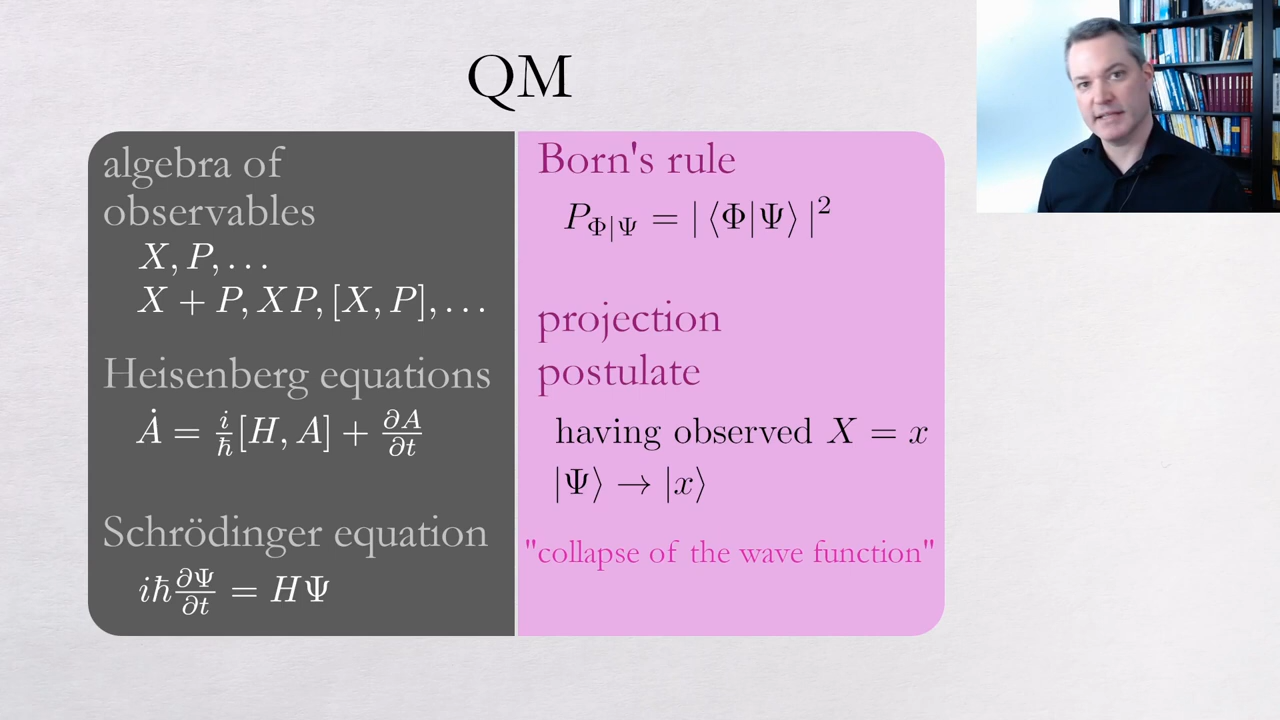 QM
algebra of
observables
X, P, . . .
X + P, XP, [X, P], . . .
Heisenberg equations
Ȧ = i/ħ [H, A] + ∂A/∂t
Schrödinger equation
iħ ∂Ψ/∂t = HΨ
Born's rule
P_{Φ|Ψ} = | ⟨Φ|Ψ⟩ |²
projection
postulate
having observed X = x
|Ψ⟩ → |x⟩
"collapse of the wave function"